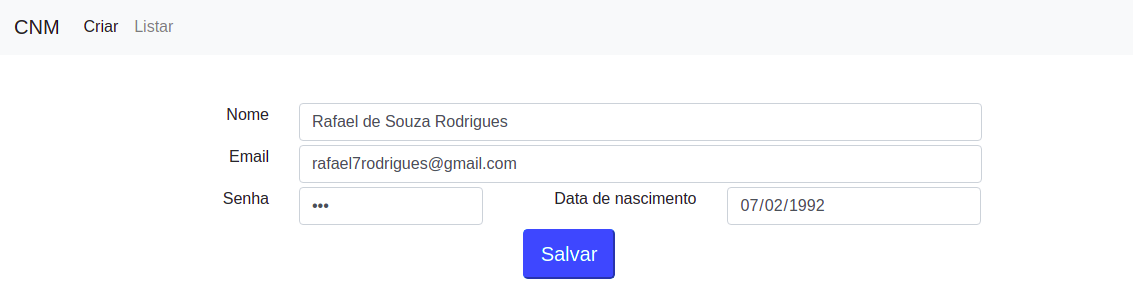 CNM Criar Listar
Nome Rafael de Souza Rodrigues
Email rafael7rodrigues@gmail.com
Senha ••• Data de nascimento 07/02/1992
Salvar